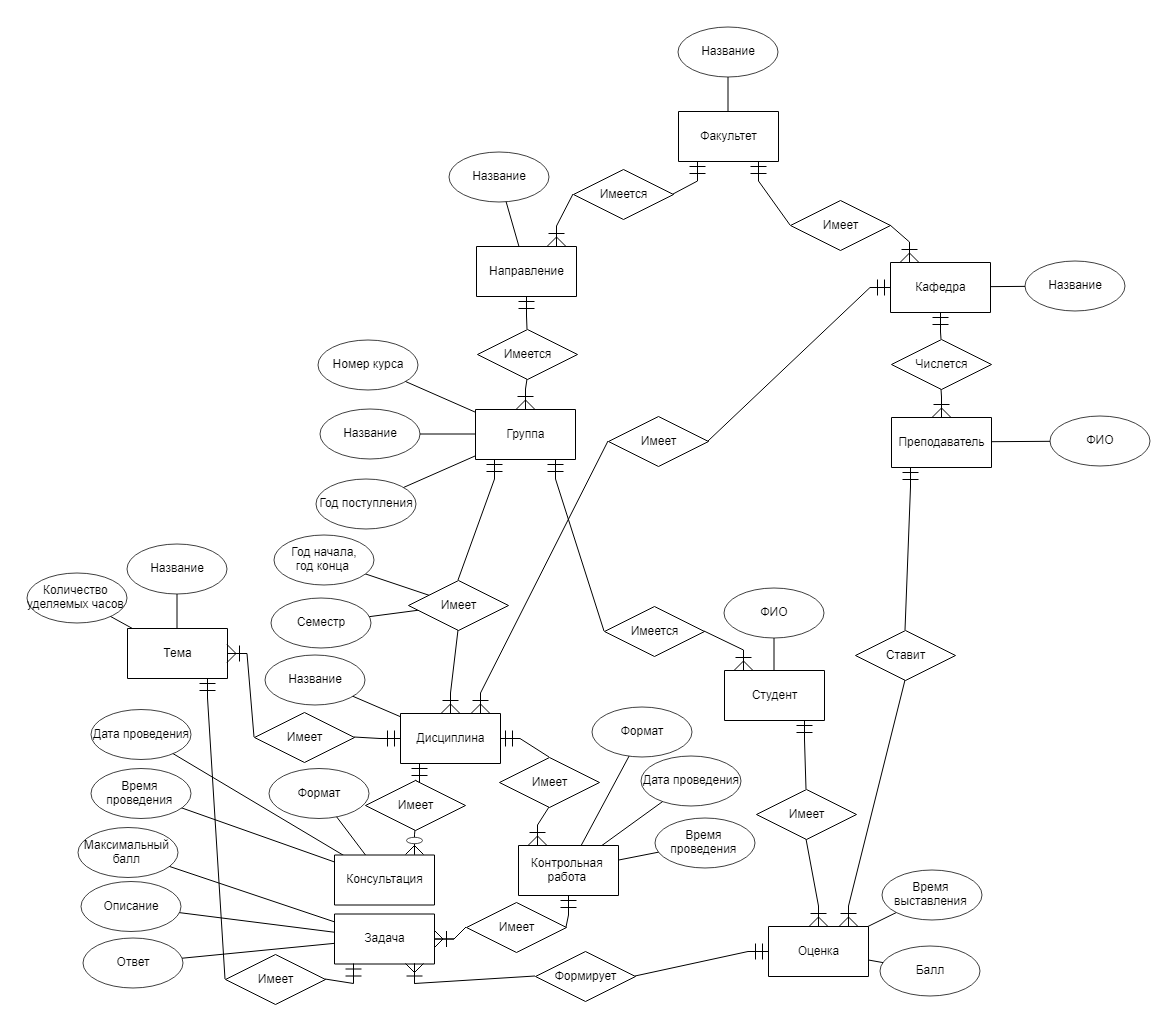 Название
Факультет
Название
Имеется
Имеет
Направление
Кафедра
Название
Номер курса
Имеется
Числется
Название
Группа
Имеет
Преподаватель
ФИО
Год поступления
Год начала,
год конца
Название
Количество
уделяемых часов
Семестр
Имеет
ФИО
Имеется
Ставит
Тема
Название
Студент
Дата проведения
Имеет
Дисциплина
Формат
Имеет
Дата проведения
Время
проведения
Формат
Имеет
Имеет
Время
проведения
Максимальный
балл
Консультация
Контрольная
работа
Время
выставления
Описание
Задача
Имеет
Оценка
Ответ
Имеет
Формирует
Балл